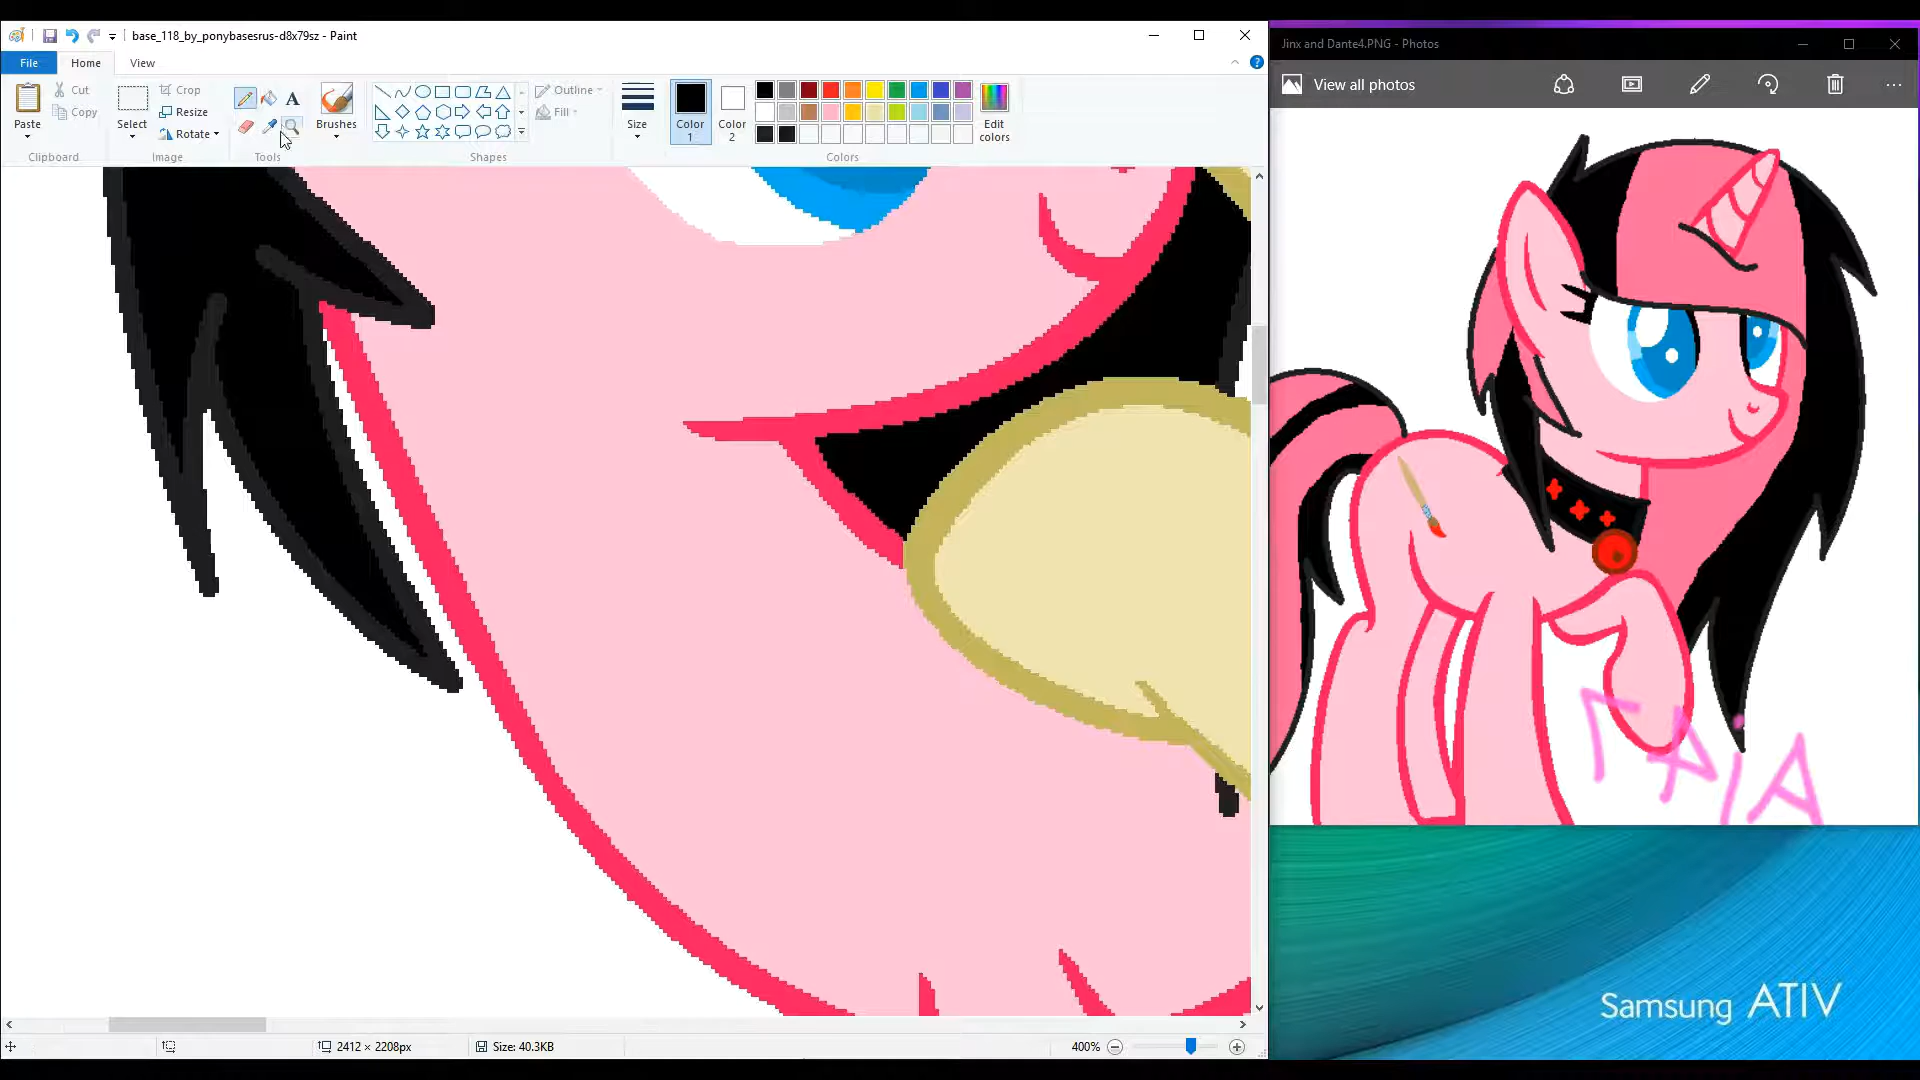 base_118_by_ponybasesrus-d8x79sz - Paint
File Home View
Paste
Cut
Copy
Clipboard
Select
Crop
Resize
Rotate
Image
A
Tools
Brushes
Shapes
Outline
Fill
Size
Color 1
Color 2
Edit colors
Colors
2412 × 2208px
Size: 40.3KB
400%
Jinx and Dante4.PNG - Photos
View all photos
Samsung ATIV